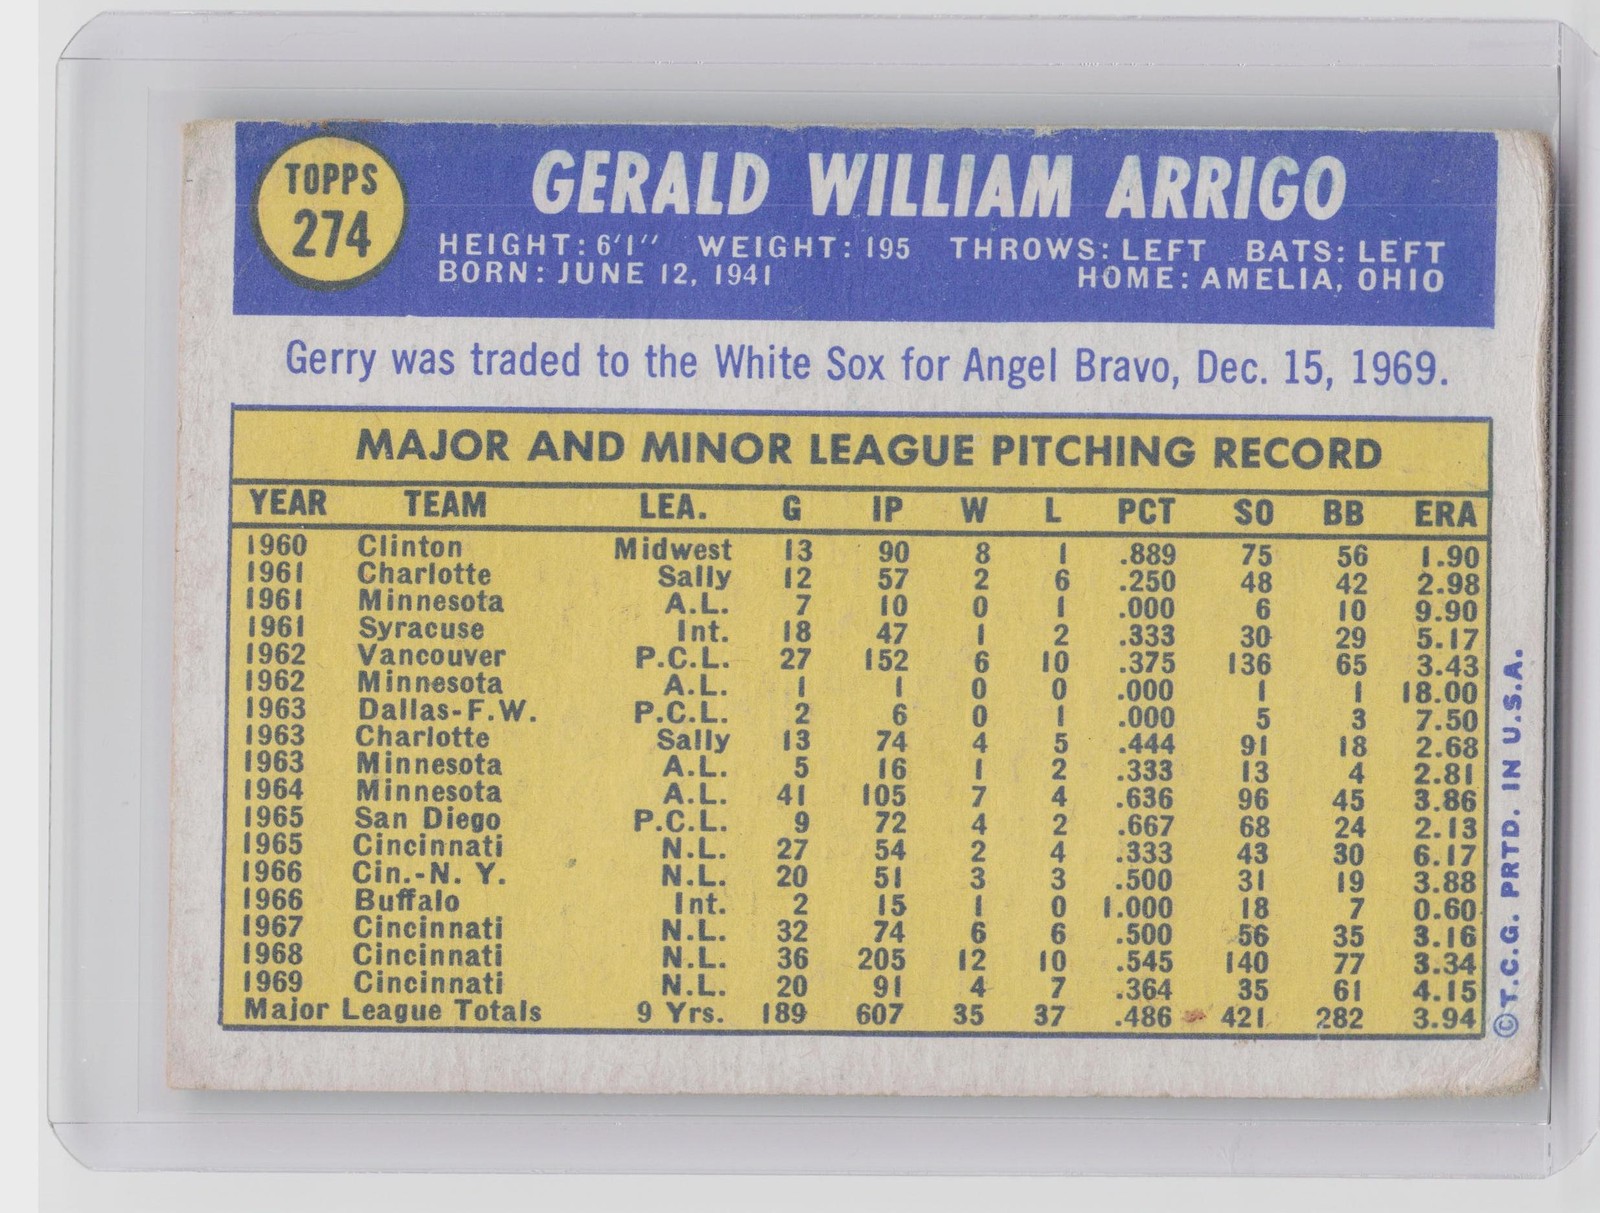 TOPPS
274
GERALD WILLIAM ARRIGO
HEIGHT: 6'1" WEIGHT: 195 THROWS: LEFT BATS: LEFT
BORN: JUNE 12, 1941 HOME: AMELIA, OHIO
Gerry was traded to the White Sox for Angel Bravo, Dec. 15, 1969.
MAJOR AND MINOR LEAGUE PITCHING RECORD
YEAR TEAM LEA. G IP W L PCT SO BB ERA
1960 Clinton Midwest 13 90 8 1 .889 75 56 1.90
1961 Charlotte Sally 12 57 2 6 .250 48 42 2.98
1961 Minnesota A.L. 7 10 0 1 .000 6 10 9.90
1961 Syracuse Int. 18 47 1 2 .333 30 29 5.17
1962 Vancouver P.C.L. 27 152 6 10 .375 136 65 3.43
1962 Minnesota A.L. 1 1 0 0 .000 1 1 18.00
1963 Dallas-F.W. P.C.L. 2 6 0 1 .000 5 3 7.50
1963 Charlotte Sally 13 74 4 5 .444 91 18 2.68
1963 Minnesota A.L. 5 16 1 2 .333 13 4 2.81
1964 Minnesota A.L. 41 105 7 4 .636 96 45 3.86
1965 San Diego P.C.L. 9 72 4 2 .667 68 24 2.13
1965 Cincinnati N.L. 27 54 2 4 .333 43 30 6.17
1966 Cin.-N. Y. N.L. 20 51 3 3 .500 31 19 3.88
1966 Buffalo Int. 2 15 1 0 1.000 18 7 0.60
1967 Cincinnati N.L. 32 74 6 6 .500 56 35 3.16
1968 Cincinnati N.L. 36 205 12 10 .545 140 77 3.34
1969 Cincinnati N.L. 20 91 4 7 .364 35 61 4.15
Major League Totals 9 Yrs. 189 607 35 37 .486 421 282 3.94
© T.C.G. PRTD. IN U.S.A.